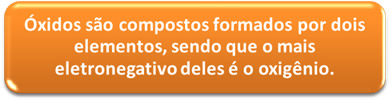 Óxidos são compostos formados por dois
elementos, sendo que o mais
eletronegativo deles é o oxigênio.